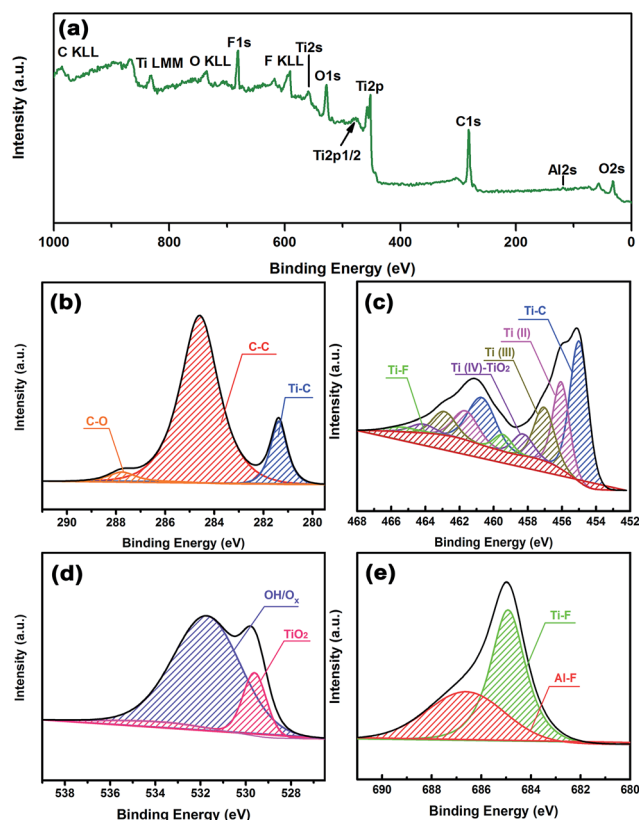 (a)
C KLL
Ti LMM
O KLL
F1s
F KLL
Ti2s
O1s
Ti2p
Ti2p1/2
C1s
Al2s
O2s
Intensity (a.u.)
1000 800 600 400 200 0
Binding Energy (eV)
(b)
C-C
Ti-C
C-O
Intensity (a.u.)
290 288 286 284 282 280
Binding Energy (eV)
(c)
Ti-C
Ti (II)
Ti (III)
Ti (IV)-TiO₂
Ti-F
Intensity (a.u.)
468 466 464 462 460 458 456 454 452
Binding Energy (eV)
(d)
OH/Oₓ
TiO₂
Intensity (a.u.)
538 536 534 532 530 528
Binding Energy (eV)
(e)
Ti-F
Al-F
Intensity (a.u.)
690 688 686 684 682 680
Binding Energy (eV)